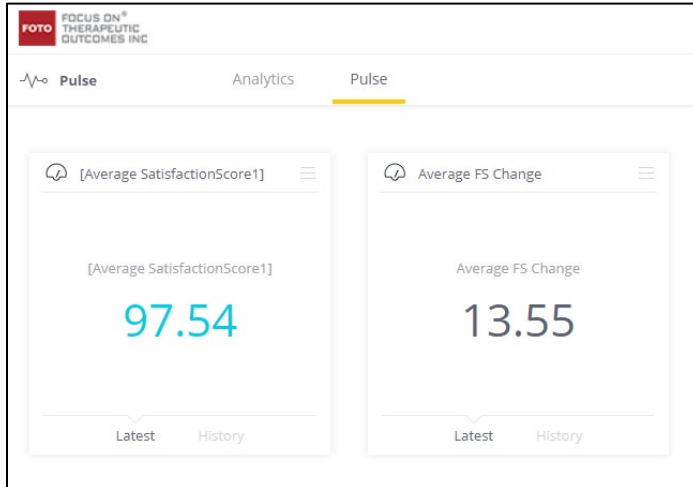 FOTO
FOCUS ON®
THERAPEUTIC
OUTCOMES INC
Pulse
Analytics
Pulse
[Average SatisfactionScore1]
[Average SatisfactionScore1]
97.54
Latest
History
Average FS Change
Average FS Change
13.55
Latest
History